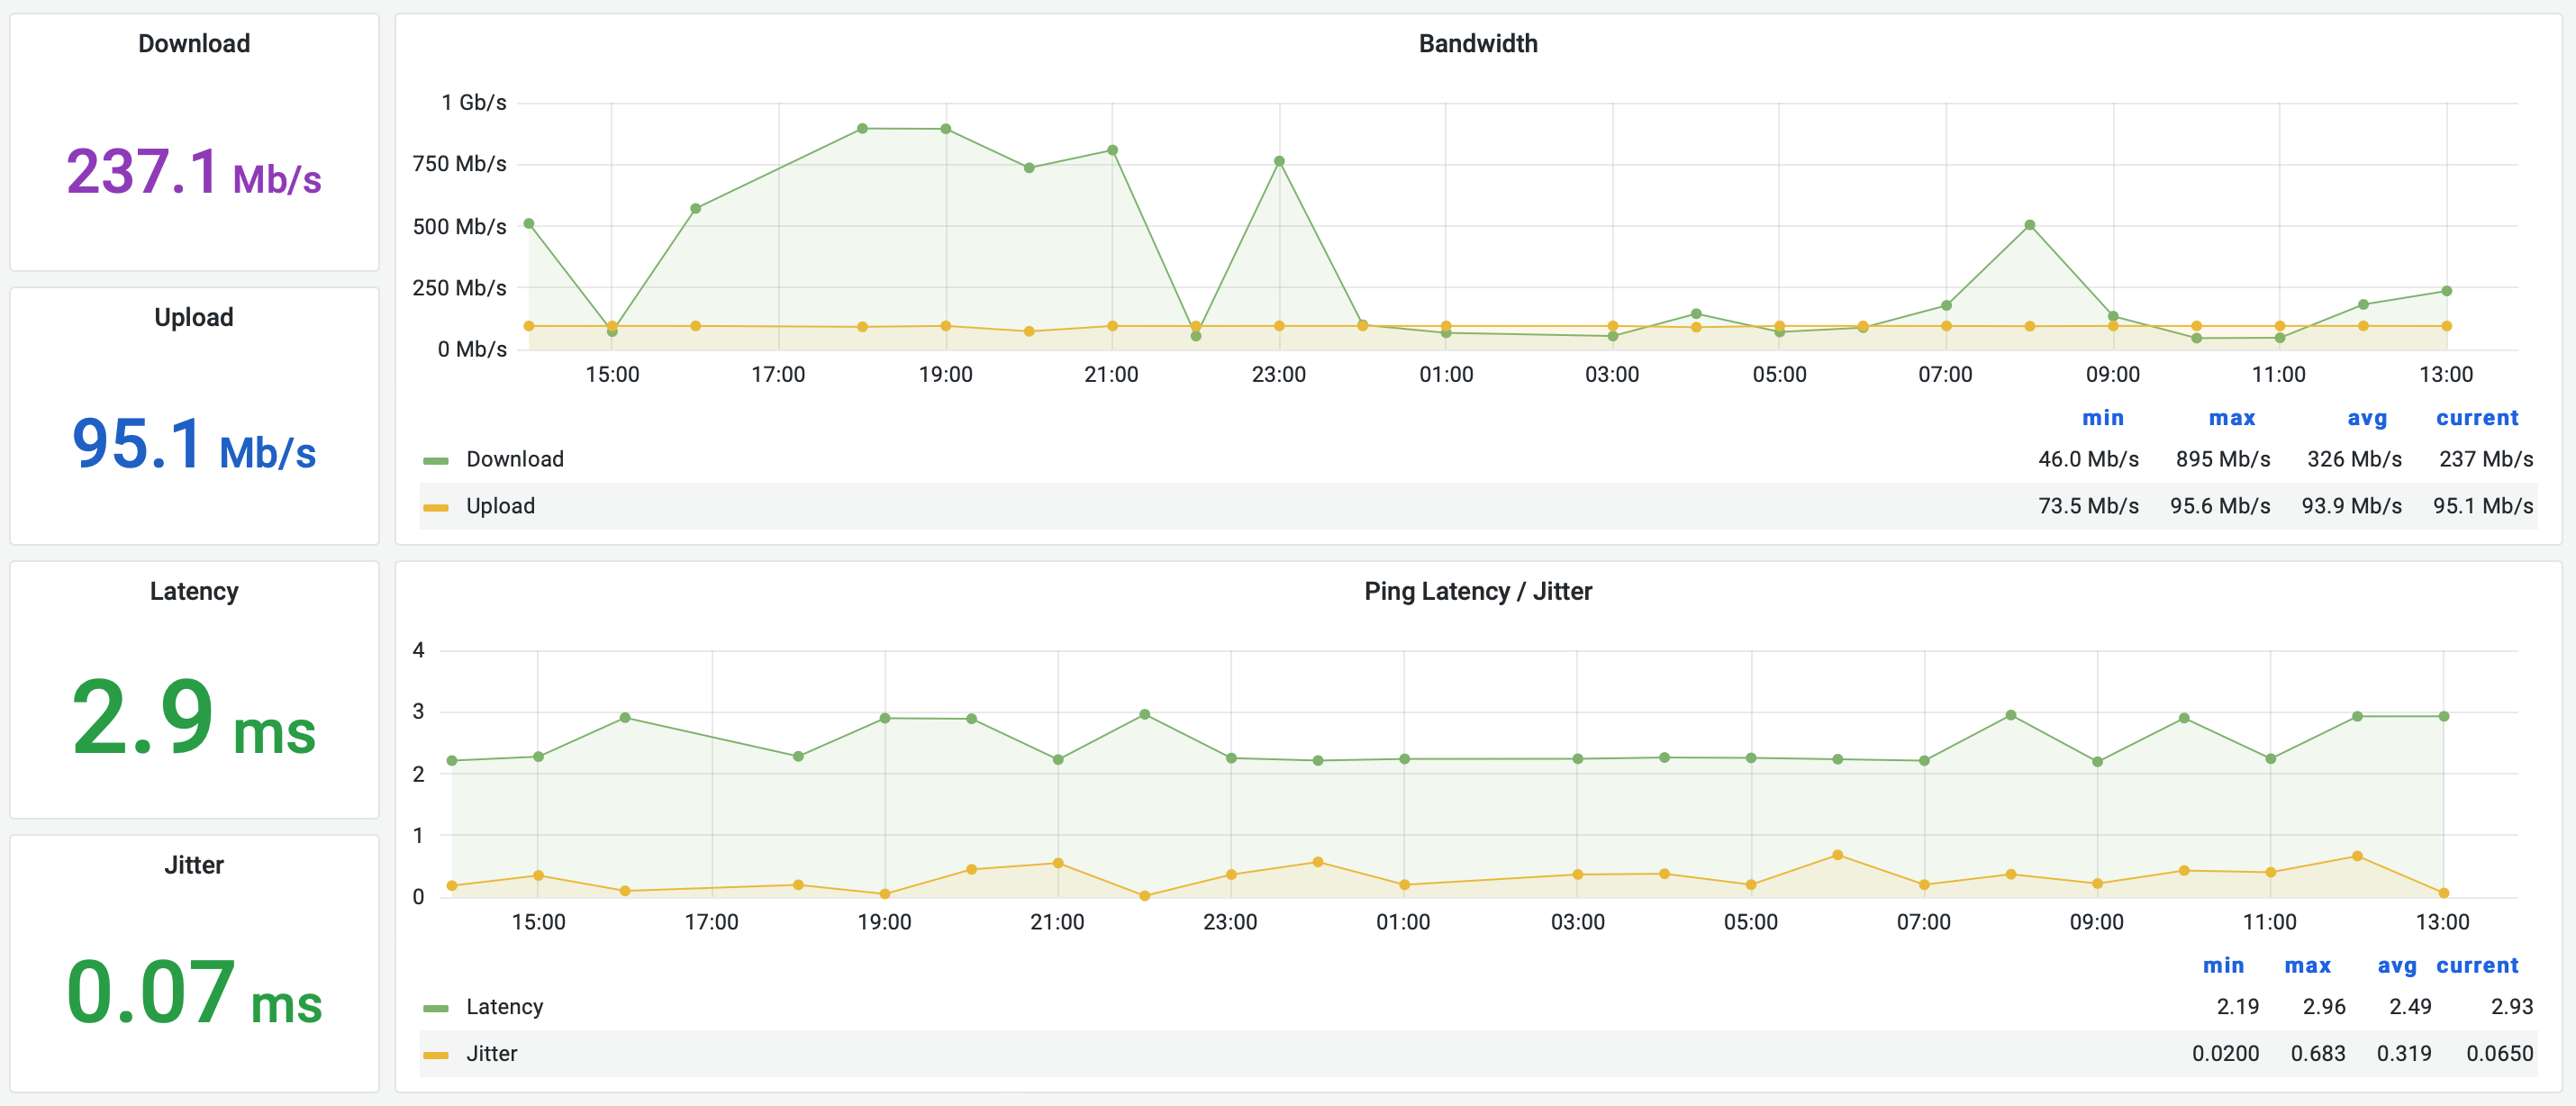 Download
237.1 Mb/s
Upload
95.1 Mb/s
Latency
2.9 ms
Jitter
0.07 ms
Bandwidth
1 Gb/s
750 Mb/s
500 Mb/s
250 Mb/s
0 Mb/s
15:00 17:00 19:00 21:00 23:00 01:00 03:00 05:00 07:00 09:00 11:00 13:00
min max avg current
Download 46.0 Mb/s 895 Mb/s 326 Mb/s 237 Mb/s
Upload 73.5 Mb/s 95.6 Mb/s 93.9 Mb/s 95.1 Mb/s
Ping Latency / Jitter
4
3
2
1
0
15:00 17:00 19:00 21:00 23:00 01:00 03:00 05:00 07:00 09:00 11:00 13:00
min max avg current
Latency 2.19 2.96 2.49 2.93
Jitter 0.0200 0.683 0.319 0.0650